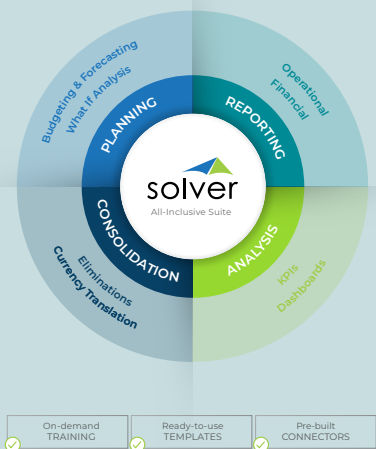 Budgeting & Forecasting
What If Analysis
PLANNING
Operational
Financial
REPORTING
solver
All-Inclusive Suite
CONSOLIDATION
Eliminations
Currency Translation
ANALYSIS
KPIs
Dashboards
On-demand
TRAINING
Ready-to-use
TEMPLATES
Pre-built
CONNECTORS